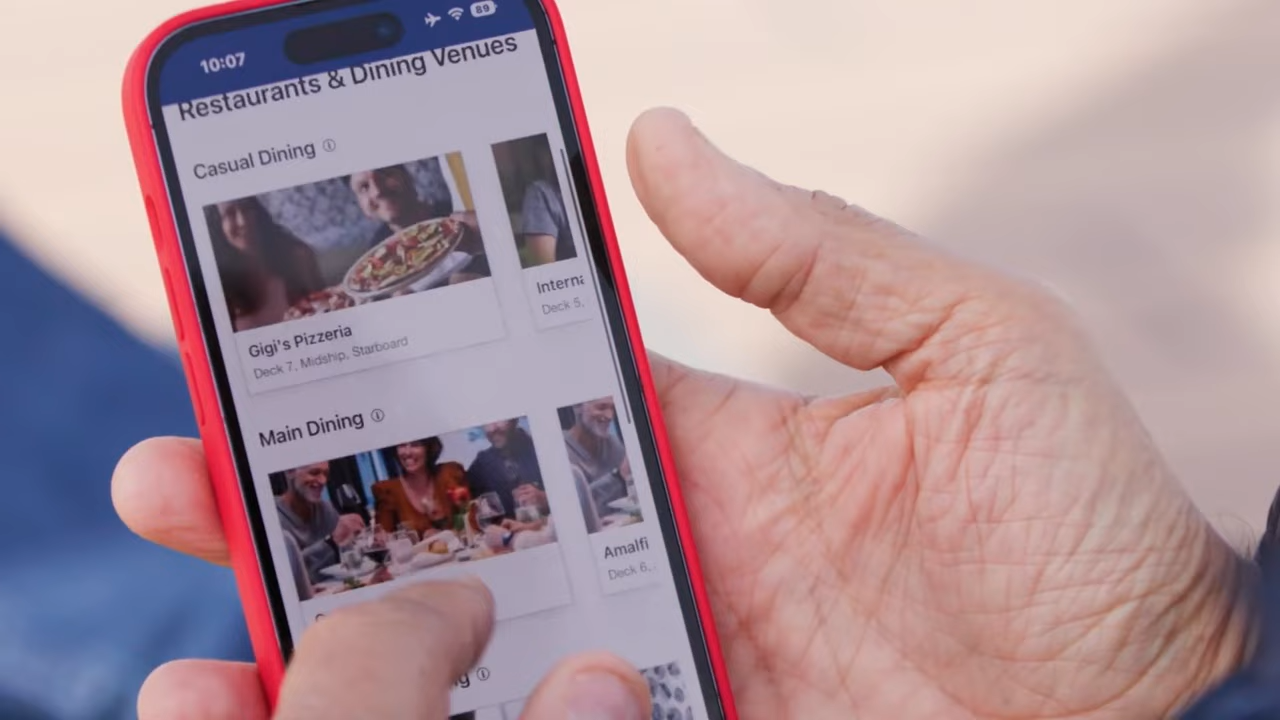 10:07
89
Restaurants & Dining Venues
Casual Dining
Gigi's Pizzeria
Deck 7, Midship, Starboard
Interna
Deck 5,
Main Dining
Amalfi
Deck 6,